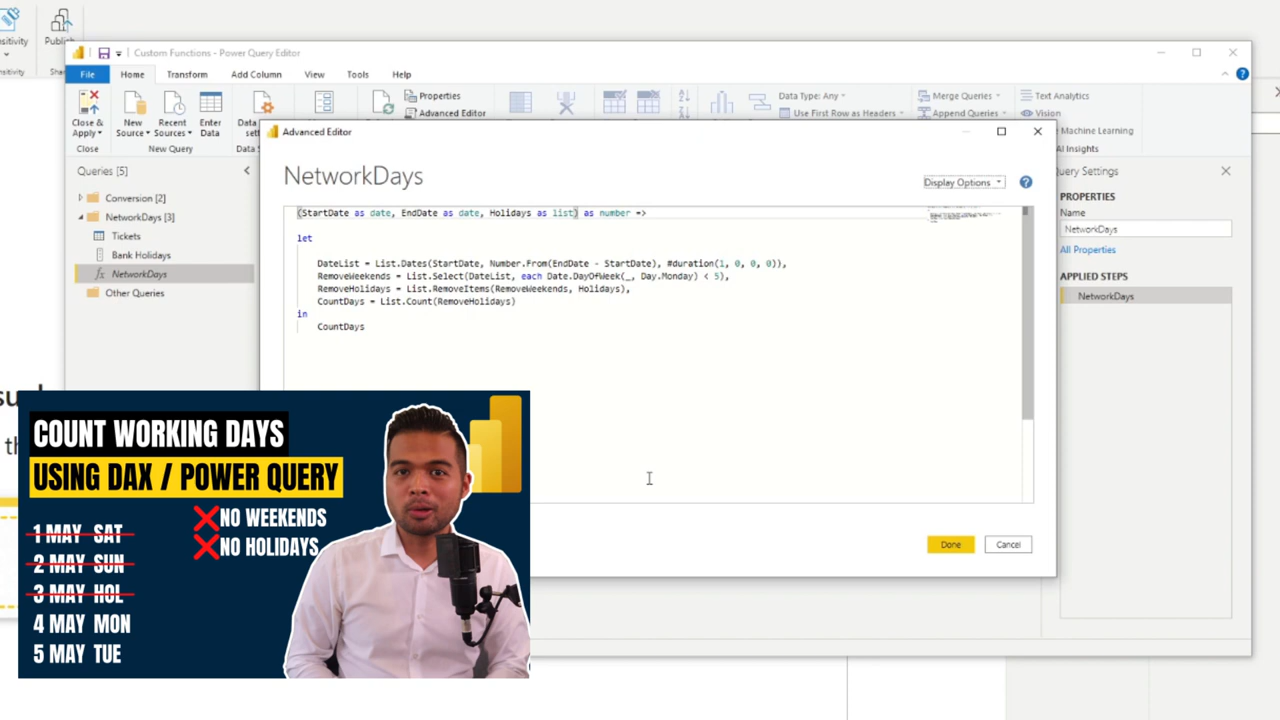 Publish
Custom Functions - Power Query Editor
File Home Transform Add Column View Tools Help
Close & Apply
New Source
Recent Sources
Enter Data
Properties
Advanced Editor
Data Type: Any
Use First Row as Headers
Merge Queries
Append Queries
Text Analytics
Vision
Machine Learning
Close
New Query
AI Insights
Queries [5]
Conversion [2]
NetworkDays [3]
Tickets
Bank Holidays
fx NetworkDays
Other Queries
Advanced Editor
NetworkDays
Display Options
(StartDate as date, EndDate as date, Holidays as list) as number =>
let
DateList = List.Dates(StartDate, Number.From(EndDate - StartDate), #duration(1, 0, 0, 0)),
RemoveWeekends = List.Select(DateList, each Date.DayOfWeek(_, Day.Monday) < 5),
RemoveHolidays = List.RemoveItems(RemoveWeekends, Holidays),
CountDays = List.Count(RemoveHolidays)
in
CountDays
Done
Cancel
Query Settings
PROPERTIES
Name
NetworkDays
All Properties
APPLIED STEPS
NetworkDays
COUNT WORKING DAYS
USING DAX / POWER QUERY
NO WEEKENDS
NO HOLIDAYS
1 MAY SAT
2 MAY SUN
3 MAY HOL
4 MAY MON
5 MAY TUE